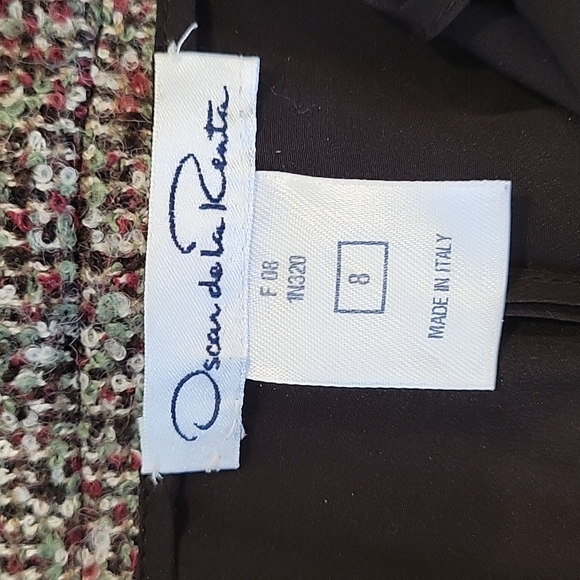 Oscar de la Renta
F 08
1N320
8
MADE IN ITALY